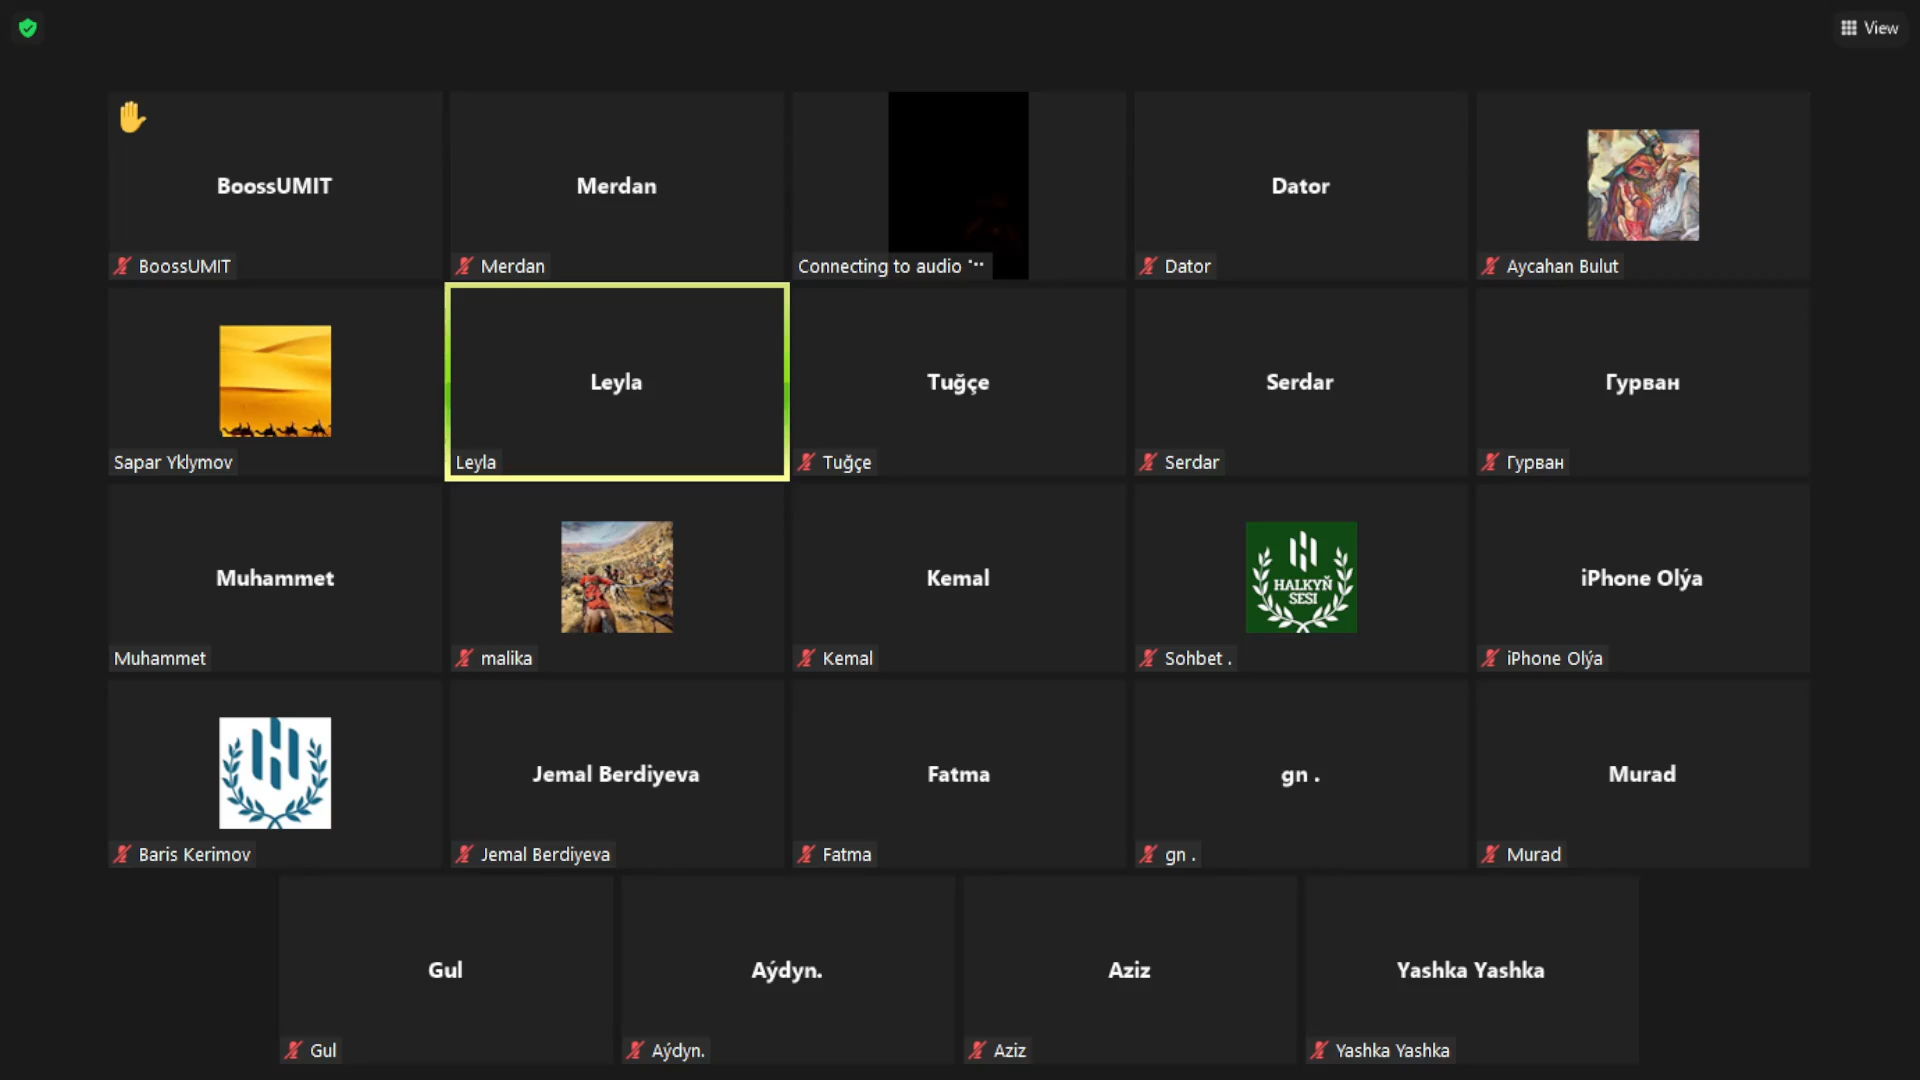 View
BoossUMIT
Merdan
Dator
BoossUMIT
Merdan
Connecting to audio ...
Dator
Aycahan Bulut
Leyla
Tuğçe
Serdar
Гурван
Sapar Yklymov
Leyla
Tuğçe
Serdar
Гурван
Muhammet
Kemal
HALKYŇ
SESI
iPhone Olýa
Muhammet
malika
Kemal
Sohbet .
iPhone Olýa
Jemal Berdiyeva
Fatma
gn .
Murad
Baris Kerimov
Jemal Berdiyeva
Fatma
gn .
Murad
Gul
Aýdyn.
Aziz
Yashka Yashka
Gul
Aýdyn.
Aziz
Yashka Yashka